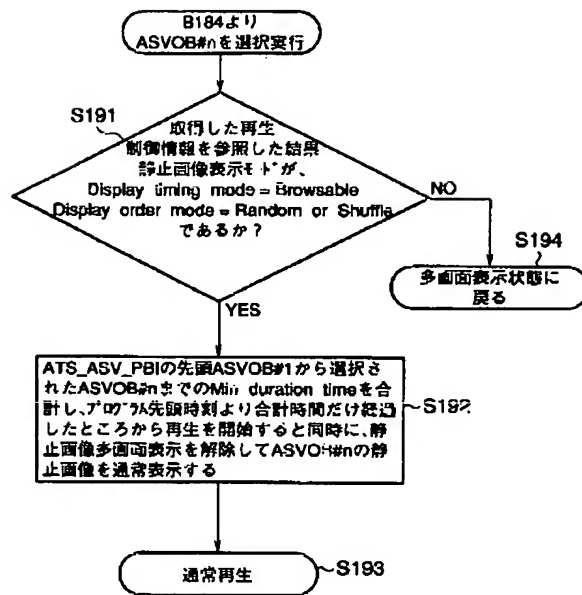 B184より
ASVOB#nを選択実行
S191
取得した再生
制御情報を参照した結果
静止画像表示モードが、
Display timing mode = Browsable
Display order mode = Random or Shuffle
であるか？
NO
S194
多画面表示状態に
戻る
YES
ATS_ASV_PBIの先頭ASVOB#1から選択さ
れたASVOB#nまでのMin duration timeを合
計し、プログラム先頭時刻より合計時間だけ経過
したところから再生を開始すると同時に、静
止画像多画面表示を解除してASVOB#nの静
止画像を通常表示する
S192
通常再生
S193